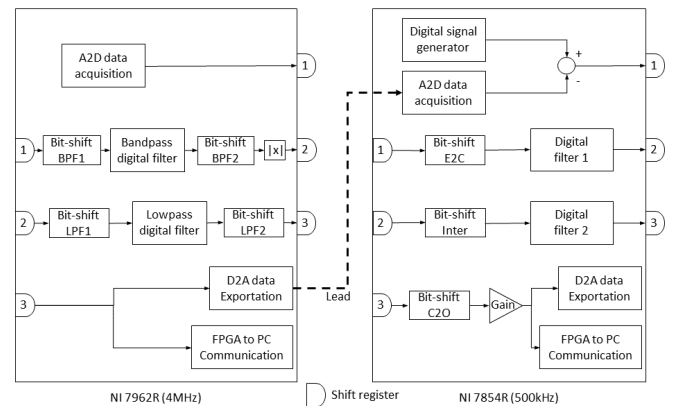 A2D data
acquisition
1
1
Bit-shift
BPF1
Bandpass
digital filter
Bit-shift
BPF2
|x|
2
2
Bit-shift
LPF1
Lowpass
digital filter
Bit-shift
LPF2
3
3
D2A data
Exportation
FPGA to PC
Communication
NI 7962R (4MHz)
Lead
Shift register
Digital signal
generator
+
-
A2D data
acquisition
1
1
Bit-shift
E2C
Digital
filter 1
2
2
Bit-shift
Inter
Digital
filter 2
3
3
Bit-shift
C2O
Gain
D2A data
Exportation
FPGA to PC
Communication
NI 7854R (500kHz)